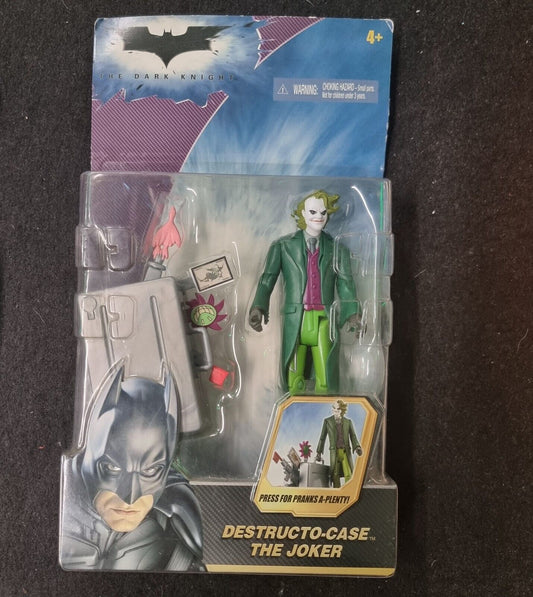 4+
THE DARK KNIGHT
WARNING: CHOKING HAZARD – Small parts.
Not for children under 3 years.
PRESS FOR PRANKS A-PLENTY!
DESTRUCTO-CASE™
THE JOKER